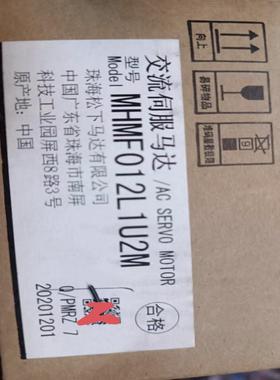 交流伺服马达 / AC SERVO MOTOR
型号
Model MHMF012L1U2M
珠海松下马达有限公司
中国广东省珠海市南屏
科技工业园屏西8路3号
原产地：中国
合格
Q/PMRZ 7
20201201
向上
易碎物品